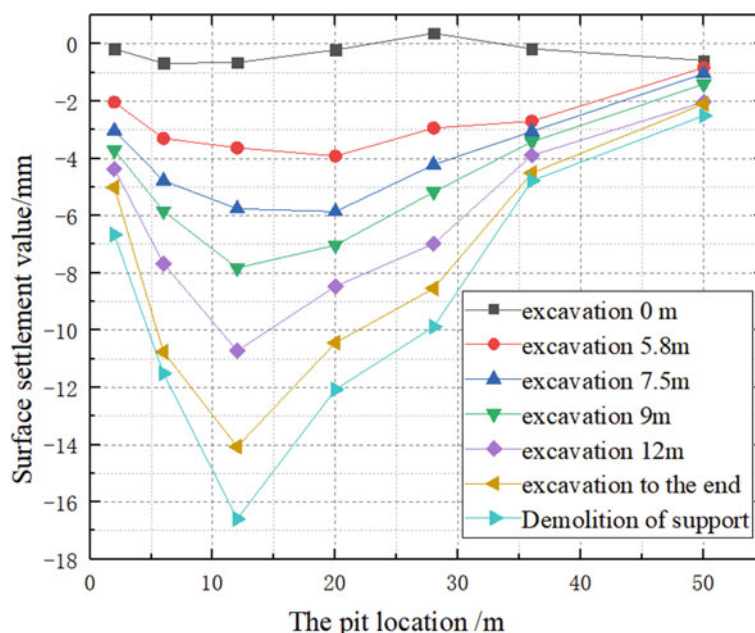 Surface settlement value/mm
0
-2
-4
-6
-8
-10
-12
-14
-16
-18
excavation 0 m
excavation 5.8m
excavation 7.5m
excavation 9m
excavation 12m
excavation to the end
Demolition of support
0 10 20 30 40 50
The pit location /m